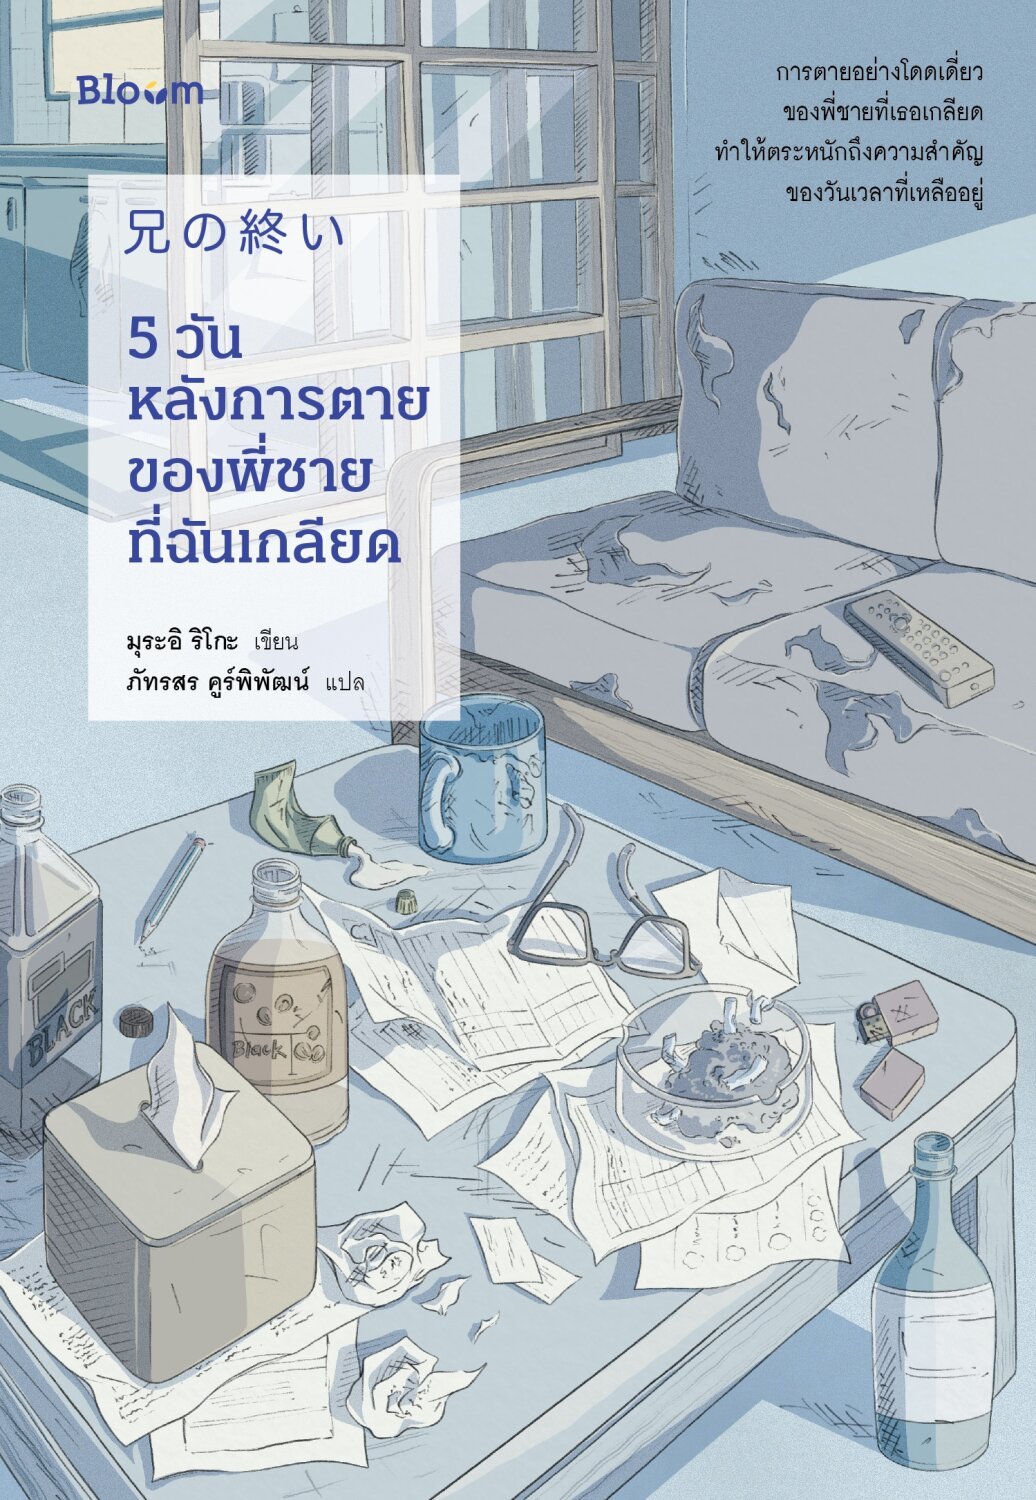 Bloom
การตายอย่างโดดเดี่ยว
ของพี่ชายที่เธอเกลียด
ทำให้ตระหนักถึงความสำคัญ
ของวันเวลาที่เหลืออยู่
兄の終い
5 วัน
หลังการตาย
ของพี่ชาย
ที่ฉันเกลียด
มุระอิ ริโกะ เขียน
ภัทรสร คูร์พิพัฒน์ แปล
BLACK
Black